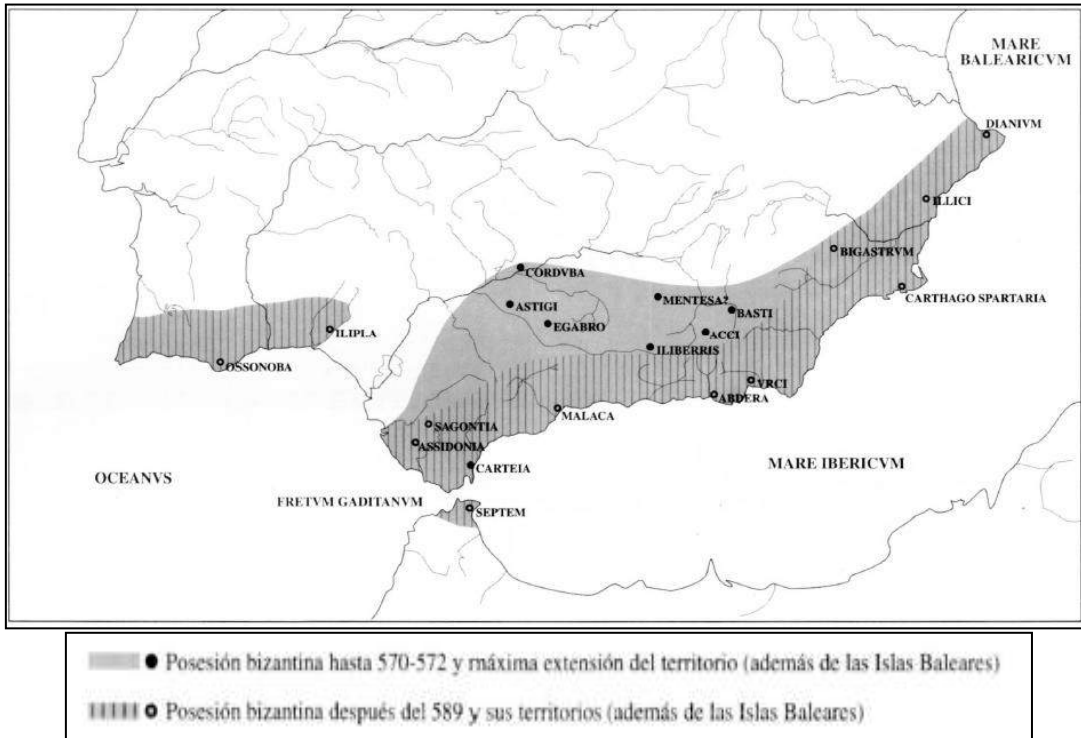 MARE
BALEARICVM
DIANIVM
ILLICI
BIGASTRVM
CORDVBA
CARTHAGO SPARTARIA
MENTESA?
ASTIGI
BASTI
EGABRO
ILIPLA
ACCI
ILIBERRIS
OSSONOBA
VRCI
ABDERA
MALACA
SAGONTIA
ASSIDONIA
MARE IBERICVM
CARTEIA
OCEANVS
FRETVM GADITANVM
SEPTEM
Posesión bizantina hasta 570-572 y máxima extensión del territorio (además de las Islas Baleares)
Posesión bizantina después del 589 y sus territorios (además de las Islas Baleares)